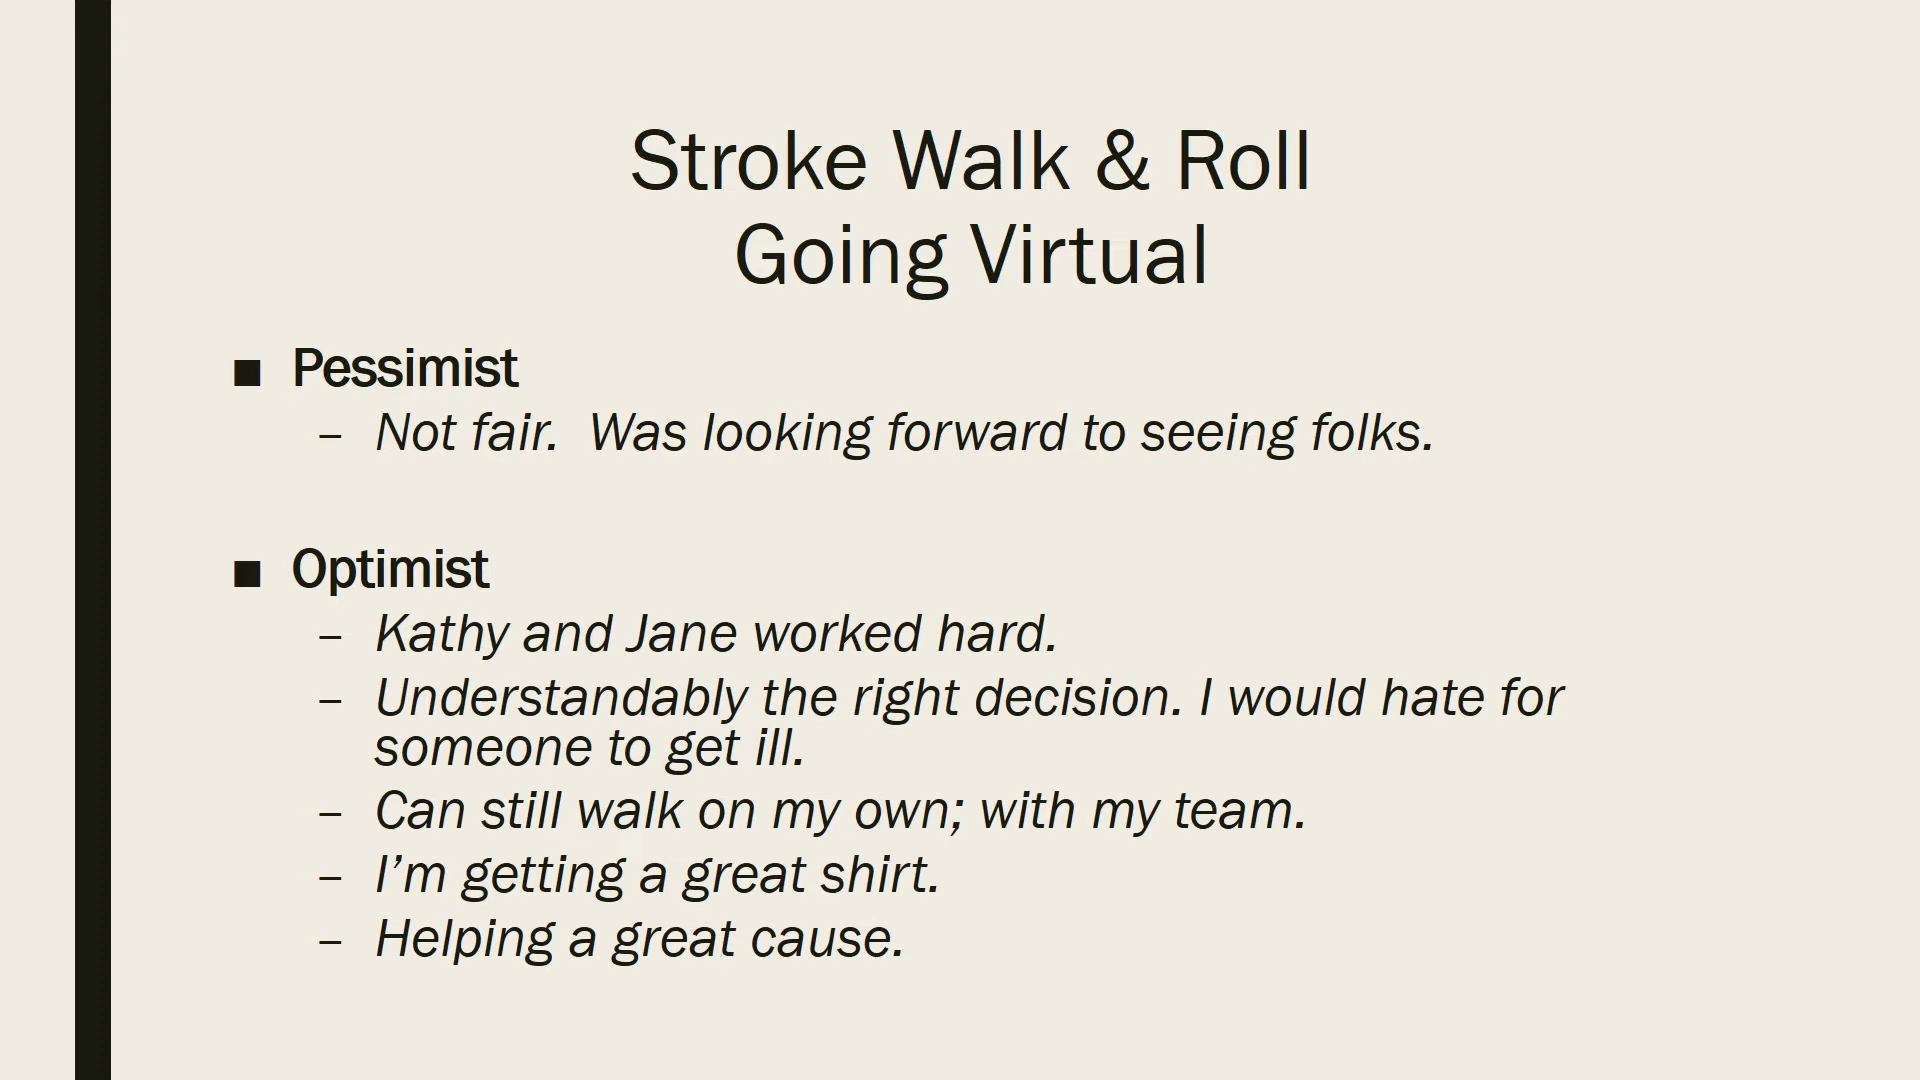 Stroke Walk & Roll
Going Virtual
■ Pessimist
– Not fair.  Was looking forward to seeing folks.
■ Optimist
– Kathy and Jane worked hard.
– Understandably the right decision. I would hate for
someone to get ill.
– Can still walk on my own; with my team.
– I’m getting a great shirt.
– Helping a great cause.